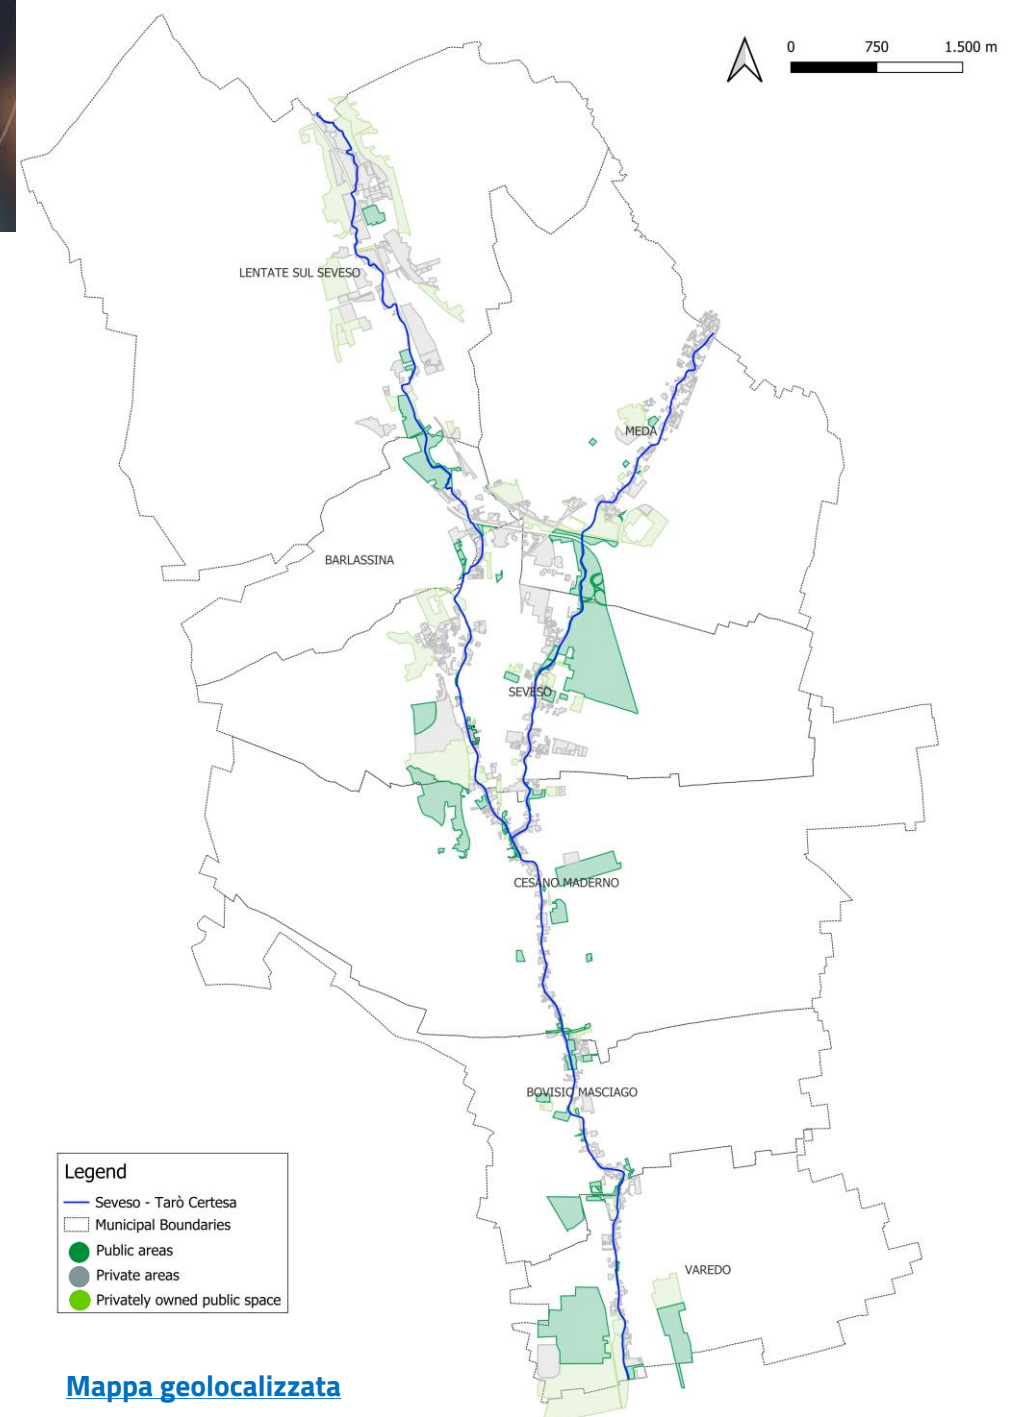 0 750 1.500 m
LENTATE SUL SEVESO
MEDA
BARLASSINA
SEVESO
CESANO MADERNO
BOVISIO MASCIAGO
VAREDO
Legend
Seveso - Tarò Certesa
Municipal Boundaries
Public areas
Private areas
Privately owned public space
Mappa geolocalizzata